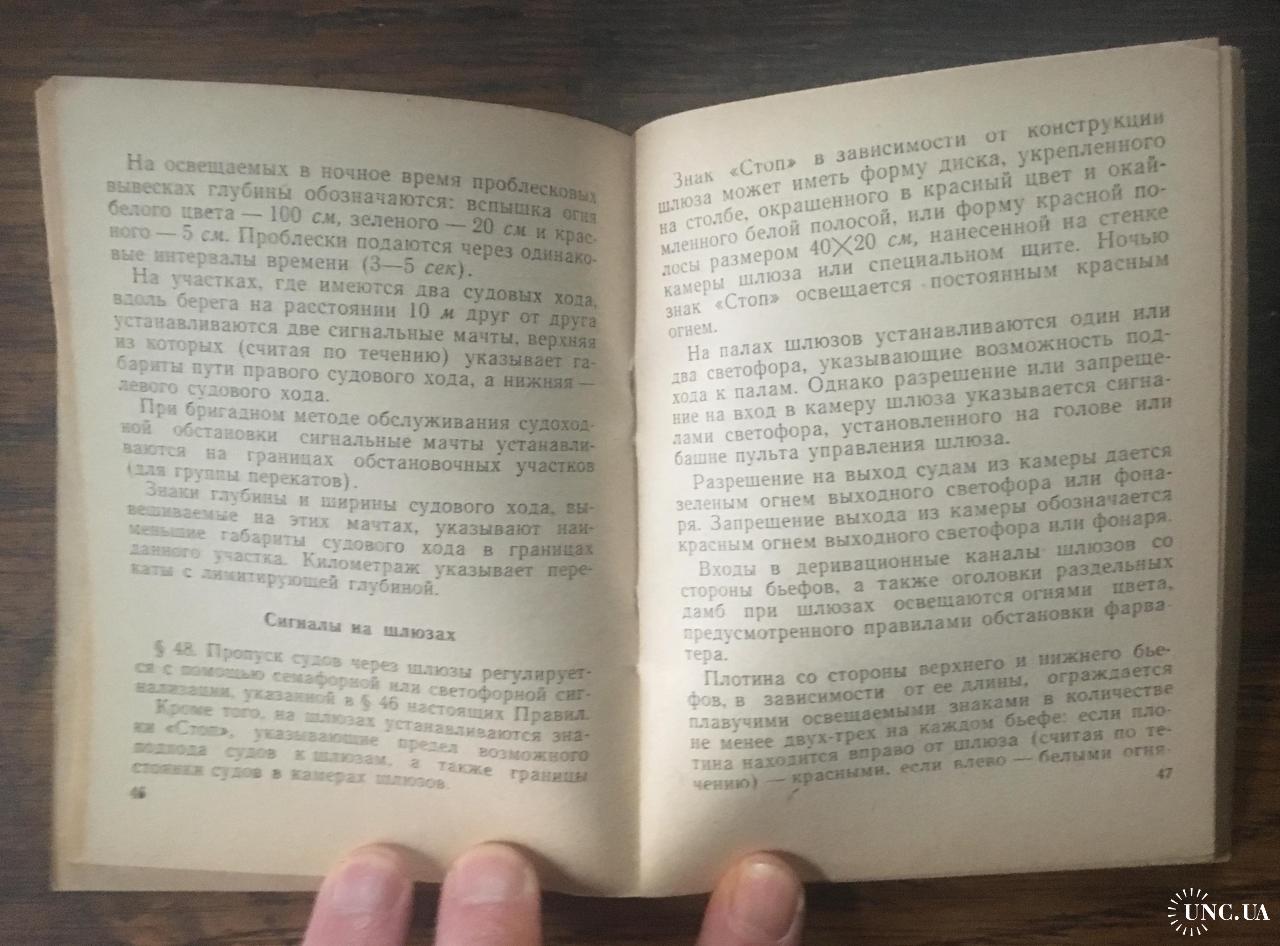 На освещаемых в ночное время проблесковых
вывесках глубины обозначаются: вспышка огня
белого цвета — 100 см, зеленого — 20 см и крас-
ного — 5 см. Проблески подаются через одинако-
вые интервалы времени (3—5 сек).
На участках, где имеются два судовых хода,
вдоль берега на расстоянии 10 м друг от друга
устанавливаются две сигнальные мачты, верхняя
из которых (считая по течению) указывает га-
бариты пути правого судового хода, а нижняя —
левого судового хода.
При бригадном методе обслуживания судоход-
ной обстановки сигнальные мачты устанавли-
ваются на границах обстановочных участков
(для группы перекатов).
Знаки глубины и ширины судового хода, вы-
вешиваемые на этих мачтах, указывают наи-
меньшие габариты судового хода в границах
данного участка. Километраж указывает пере-
каты с лимитирующей глубиной.
Сигналы на шлюзах
§ 48. Пропуск судов через шлюзы регулирует-
ся с помощью семафорной или светофорной сиг-
нализации, указанной в § 46 настоящих Правил.
Кроме того, на шлюзах устанавливаются зна-
ки «Стоп», указывающие предел возможного
подхода судов к шлюзам, а также границы
стоянки судов в камерах шлюзов.
46
Знак «Стоп» в зависимости от конструкции
шлюза может иметь форму диска, укрепленного
на столбе, окрашенного в красный цвет и окай-
мленного белой полосой, или форму красной по-
лосы размером 40×20 см, нанесенной на стенке
камеры шлюза или специальном щите. Ночью
знак «Стоп» освещается постоянным красным
огнем.
На палах шлюзов устанавливаются один или
два светофора, указывающие возможность под-
хода к палам. Однако разрешение или запреще-
ние на вход в камеру шлюза указывается сигна-
лами светофора, установленного на голове или
башне пульта управления шлюза.
Разрешение на выход судам из камеры дается
зеленым огнем выходного светофора или фона-
ря. Запрещение выхода из камеры обозначается
красным огнем выходного светофора или фонаря.
Входы в деривационные каналы шлюзов со
стороны бьефов, а также оголовки раздельных
дамб при шлюзах освещаются огнями цвета,
предусмотренного правилами обстановки фарва-
тера.
Плотина со стороны верхнего и нижнего бье-
фов, в зависимости от ее длины, ограждается
плавучими освещаемыми знаками в количестве
не менее двух-трех на каждом бьефе: если пло-
тина находится вправо от шлюза (считая по те-
чению) — красными, если влево — белыми огня-
47
UNC.UA